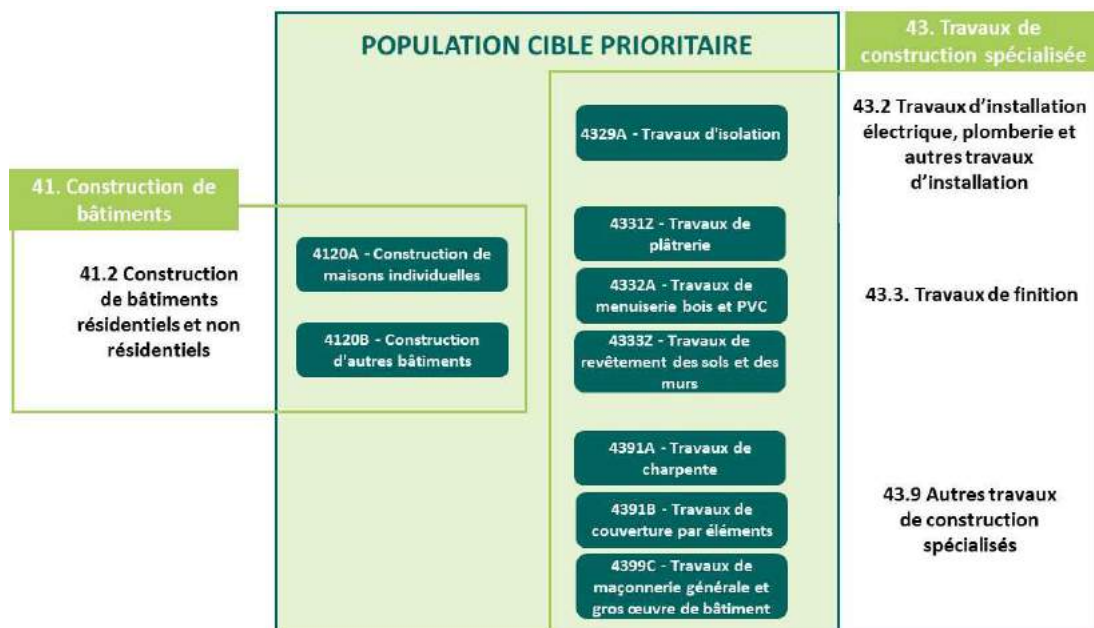 POPULATION CIBLE PRIORITAIRE
43. Travaux de
construction spécialisée
4329A - Travaux d'isolation
43.2 Travaux d'installation
électrique, plomberie et
autres travaux
d'installation
41. Construction de
bâtiments
41.2 Construction
de bâtiments
résidentiels et non
résidentiels
4120A - Construction de
maisons individuelles
4120B - Construction
d'autres bâtiments
4331Z - Travaux de
plâtrerie
4332A - Travaux de
menuiserie bois et PVC
4333Z - Travaux de
revêtement des sols et des
murs
43.3. Travaux de finition
4391A - Travaux de
charpente
4391B - Travaux de
couverture par éléments
4399C - Travaux de
maçonnerie générale et
gros œuvre de bâtiment
43.9 Autres travaux
de construction
spécialisés